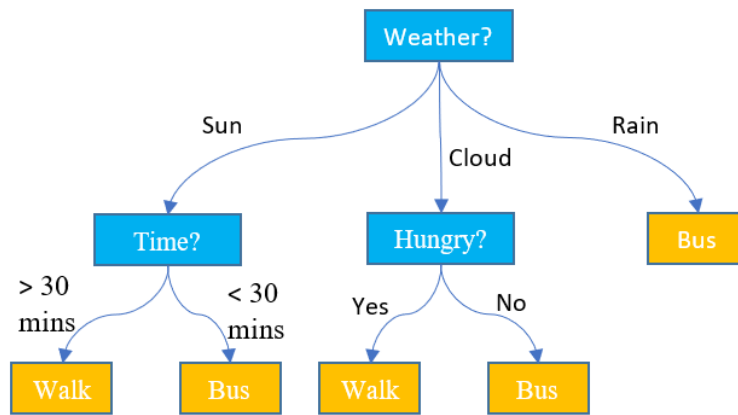 Weather?
Sun
Cloud
Rain
Time?
Hungry?
Bus
> 30
mins
< 30
mins
Yes
No
Walk
Bus
Walk
Bus